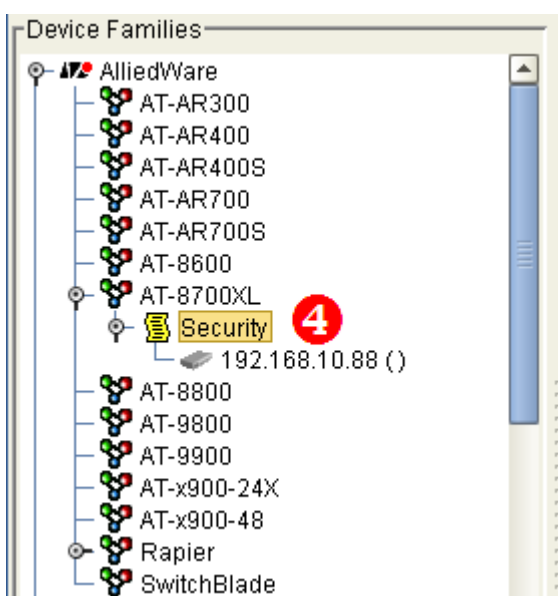 Device Families
AlliedWare
AT-AR300
AT-AR400
AT-AR400S
AT-AR700
AT-AR700S
AT-8600
AT-8700XL
Security 4
192.168.10.88 ()
AT-8800
AT-9800
AT-9900
AT-x900-24X
AT-x900-48
Rapier
SwitchBlade